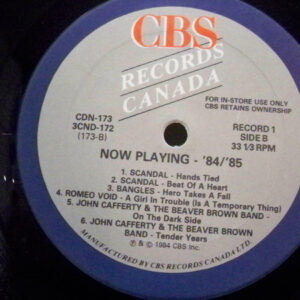 CBS
RECORDS
CANADA
CDN-173
3CND-172
(173-B)
FOR IN-STORE USE ONLY
CBS RETAINS OWNERSHIP
RECORD 1
SIDE B
33 1/3 RPM
NOW PLAYING - '84/'85
1. SCANDAL - Hands Tied
2. SCANDAL - Beat Of A Heart
3. BANGLES - Hero Takes A Fall
4. ROMEO VOID - A Girl In Trouble (Is A Temporary Thing)
5. JOHN CAFFERTY & THE BEAVER BROWN BAND -
On The Dark Side
6. JOHN CAFFERTY & THE BEAVER BROWN
BAND - Tender Years
℗ & © 1984 CBS Inc.
MANUFACTURED BY CBS RECORDS CANADA LTD.